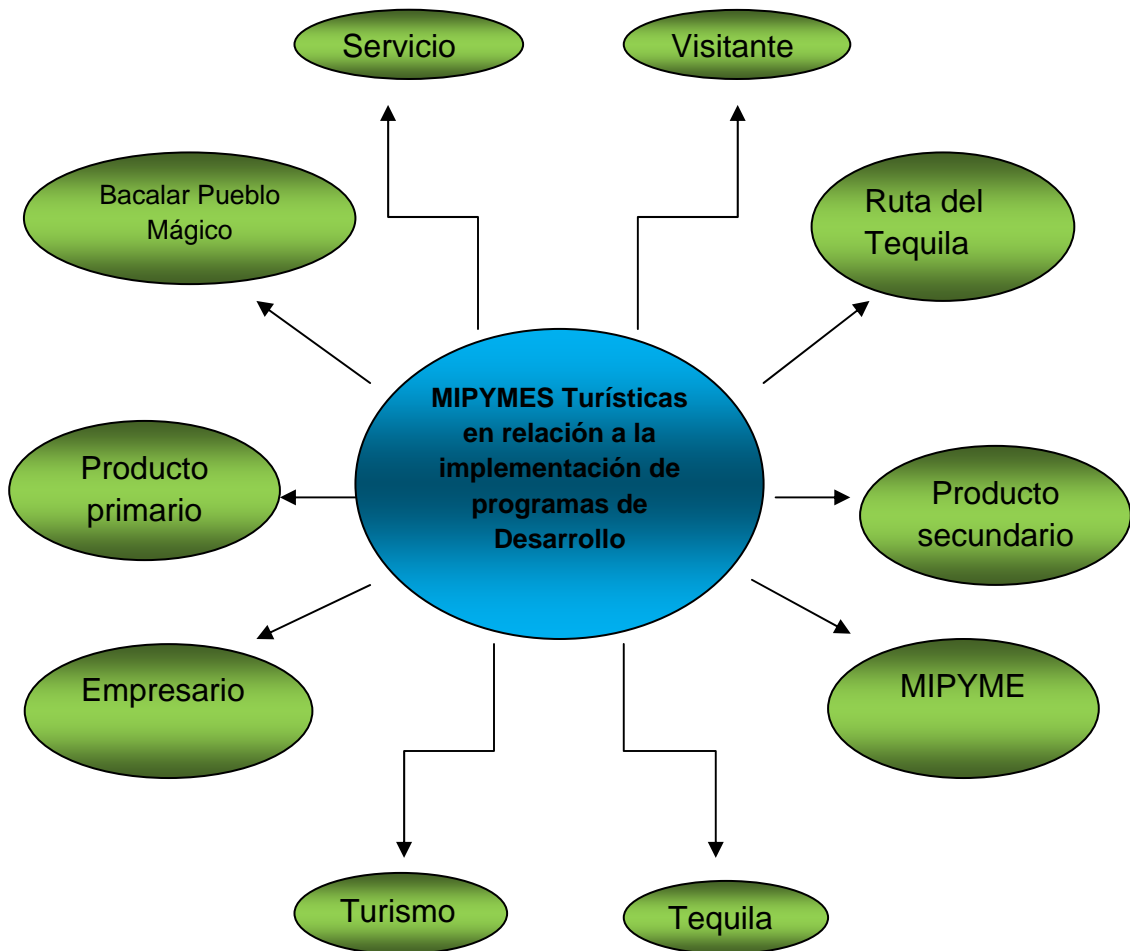 Servicio
Visitante
Bacalar Pueblo
Mágico
Ruta del
Tequila
MIPYMES Turísticas
en relación a la
implementación de
programas de
Desarrollo
Producto
primario
Producto
secundario
Empresario
MIPYME
Turismo
Tequila